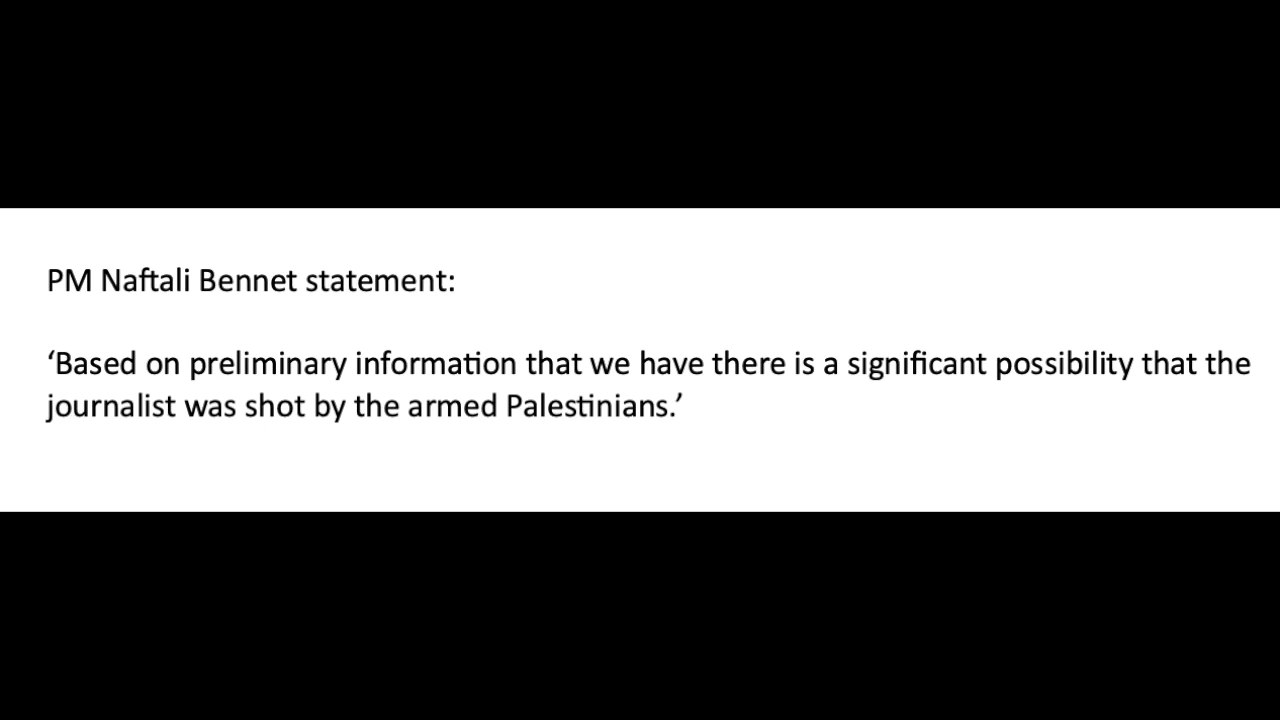 PM Naftali Bennet statement:
‘Based on preliminary information that we have there is a significant possibility that the
journalist was shot by the armed Palestinians.’